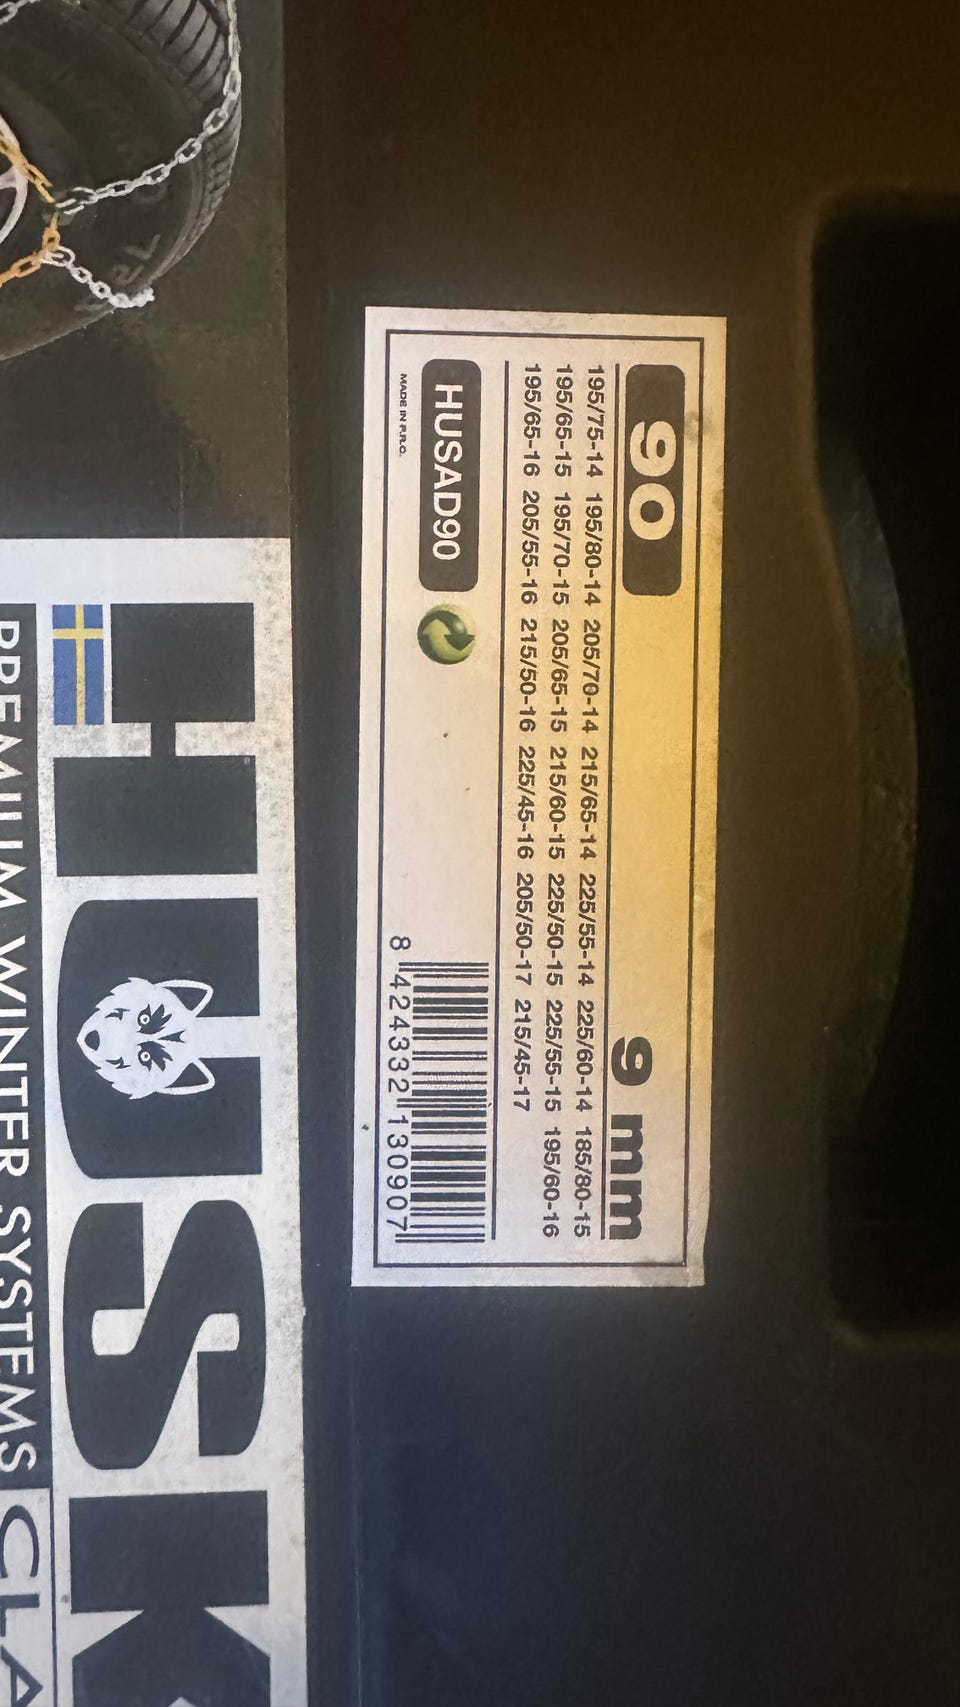 90 9 mm
195/75-14 195/80-14 205/70-14 215/65-14 225/55-14 225/60-14 185/80-15
195/65-15 195/70-15 205/65-15 215/60-15 225/50-15 225/55-15 195/60-16
195/65-16 205/55-16 215/50-16 225/45-16 205/50-17 215/45-17
HUSAD90
MADE IN P.R.C.
8 424332 130907
HUSK
PREMIUM WINTER SYSTEMS